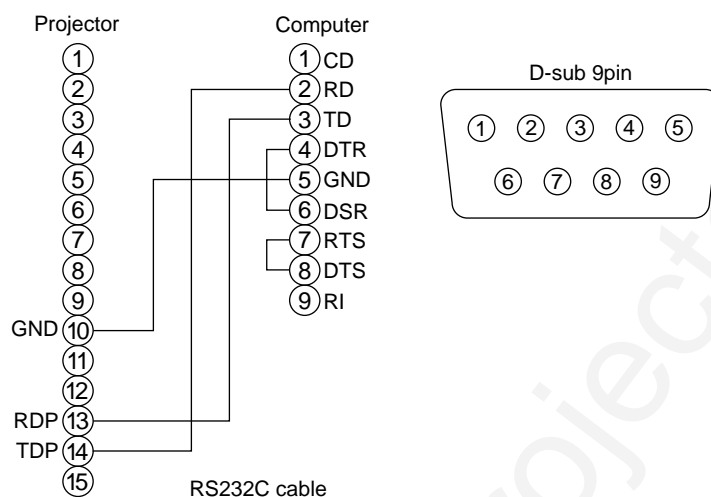 Projector
1
2
3
4
5
6
7
8
9
GND 10
11
12
RDP 13
TDP 14
15
Computer
1 CD
2 RD
3 TD
4 DTR
5 GND
6 DSR
7 RTS
8 DTS
9 RI
RS232C cable
D-sub 9pin
1 2 3 4 5
6 7 8 9